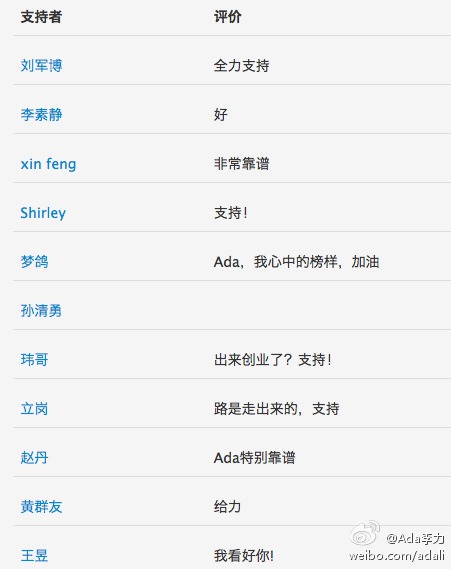 支持者 评价
刘军博 全力支持
李素静 好
xin feng 非常靠谱
Shirley 支持！
梦鸽 Ada，我心中的榜样，加油
孙清勇
玮哥 出来创业了？支持！
立岗 路是走出来的，支持
赵丹 Ada特别靠谱
黄群友 给力
王昱 我看好你!
@Ada李力
weibo.com/adali